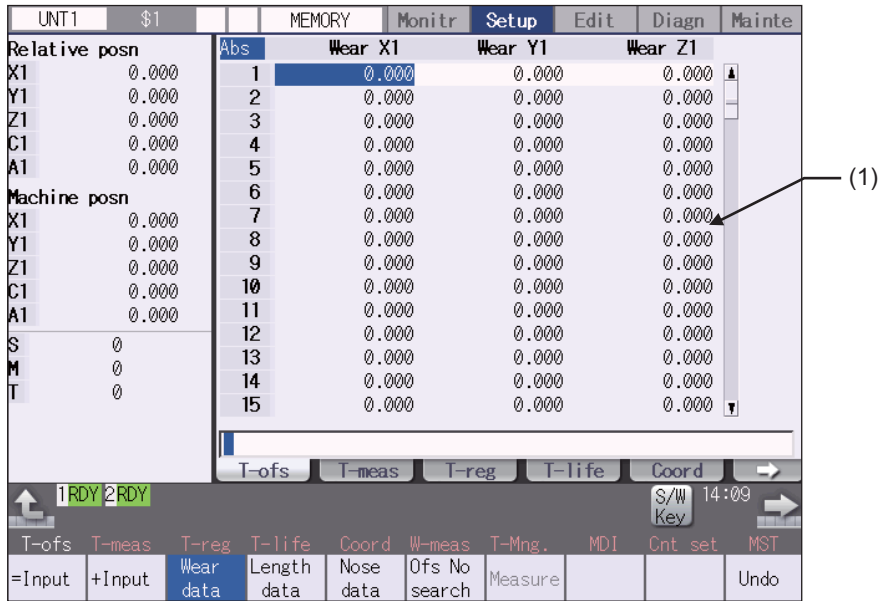 UNT1 $1 MEMORY Monitr Setup Edit Diagn Mainte
Relative posn
X1 0.000
Y1 0.000
Z1 0.000
C1 0.000
A1 0.000
Machine posn
X1 0.000
Y1 0.000
Z1 0.000
C1 0.000
A1 0.000
S 0
M 0
T 0
Abs Wear X1 Wear Y1 Wear Z1
1 0.000 0.000 0.000
2 0.000 0.000 0.000
3 0.000 0.000 0.000
4 0.000 0.000 0.000
5 0.000 0.000 0.000
6 0.000 0.000 0.000
7 0.000 0.000 0.000
8 0.000 0.000 0.000
9 0.000 0.000 0.000
10 0.000 0.000 0.000
11 0.000 0.000 0.000
12 0.000 0.000 0.000
13 0.000 0.000 0.000
14 0.000 0.000 0.000
15 0.000 0.000 0.000
(1)
T-ofs T-meas T-reg T-life Coord
1RDY 2RDY S/W Key 14:09
T-ofs T-meas T-reg T-life Coord W-meas T-Mng. MDI Cnt set MST
=Input +Input Wear data Length data Nose data Ofs No search Measure Undo